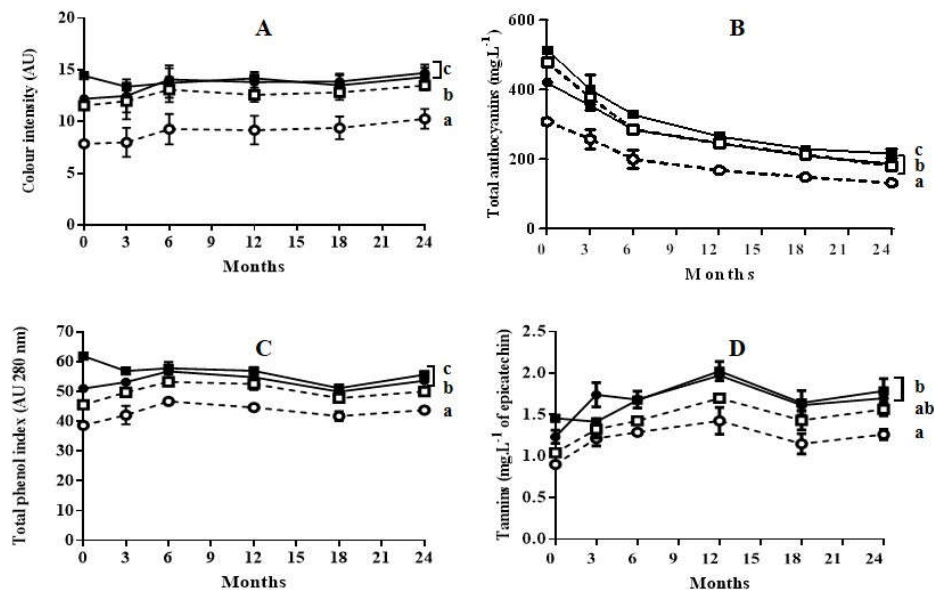 A
Colour intensity (AU)
20
15
10
5
0
c
b
a
0 3 6 9 12 15 18 21 24
Months
B
Total anthocyanins (mg.L⁻¹)
600
400
200
0
c
b
a
0 3 6 9 12 15 18 21 24
Months
C
Total phenol index (AU 280 nm)
70
60
50
40
30
20
10
0
c
b
a
0 3 6 9 12 15 18 21 24
Months
D
Tannins (mg.L⁻¹ of epicatechin)
2.5
2.0
1.5
1.0
0.5
0.0
b
ab
a
0 3 6 9 12 15 18 21 24
Months